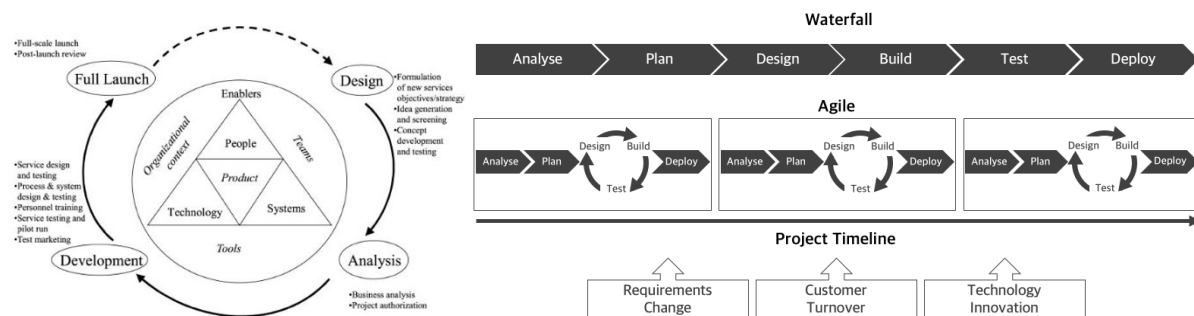 •Full-scale launch
•Post-launch review
Full Launch
Design
•Formulation
of new services
objectives/strategy
•Idea generation
and screening
•Concept
development
and testing
Enablers
Organizational
context
Teams
People
Product
Technology
Systems
Tools
•Service design
and testing
•Process & system
design & testing
•Personnel training
•Service testing and
pilot run
•Test marketing
Development
Analysis
•Business analysis
•Project authorization
Waterfall
Analyse
Plan
Design
Build
Test
Deploy
Agile
Analyse
Plan
Design
Build
Test
Deploy
Analyse
Plan
Design
Build
Test
Deploy
Analyse
Plan
Design
Build
Test
Deploy
Project Timeline
Requirements
Change
Customer
Turnover
Technology
Innovation